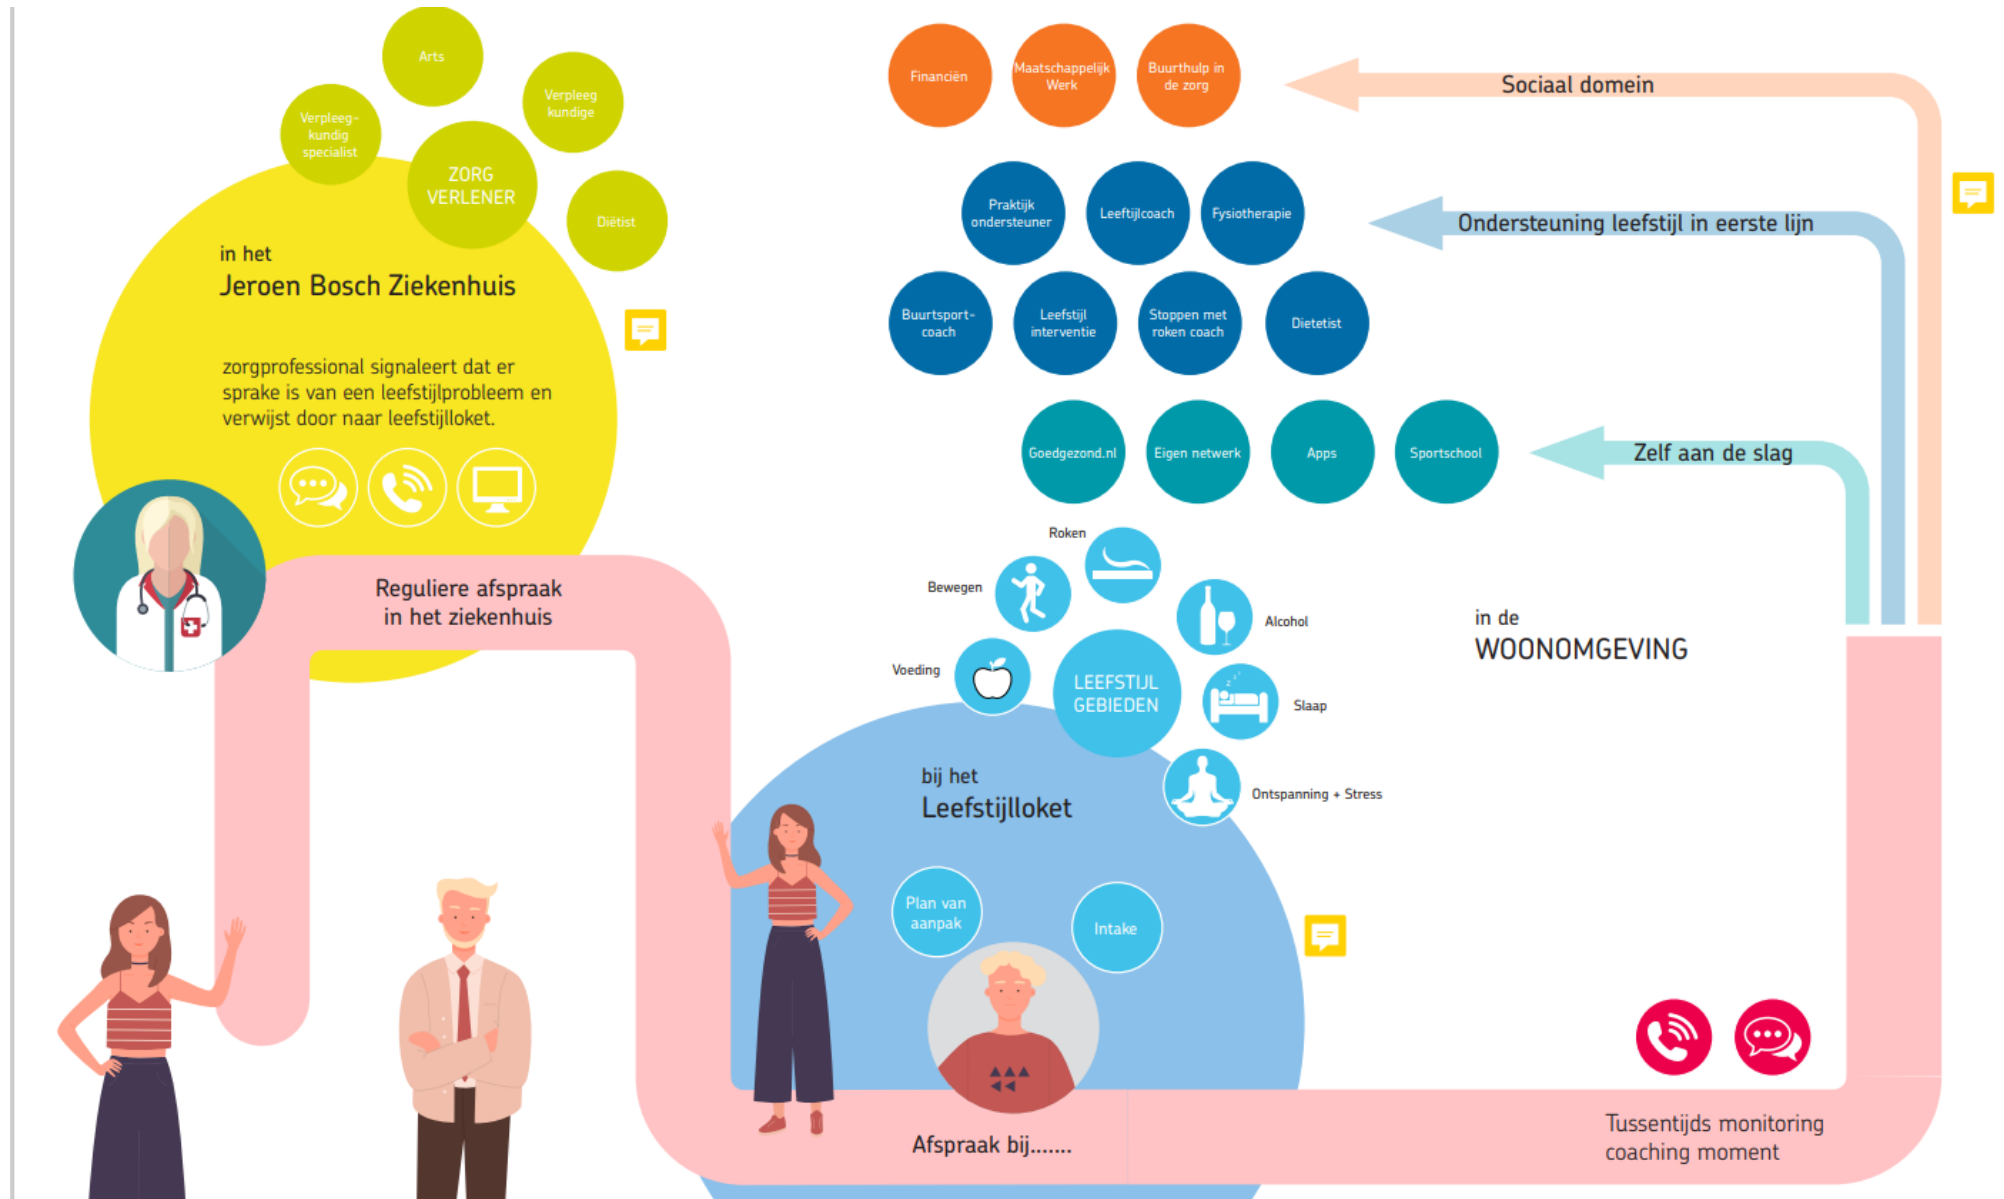 Arts
Verpleeg
kundige
Verpleeg-
kundig
specialist
ZORG
VERLENER
Diëtist
in het
Jeroen Bosch Ziekenhuis
zorgprofessional signaleert dat er
sprake is van een leefstijlprobleem en
verwijst door naar leefstijlloket.
Reguliere afspraak
in het ziekenhuis
Financiën
Maatschappelijk
Werk
Buurthulp in
de zorg
Sociaal domein
Praktijk
ondersteuner
Leeftijlcoach
Fysiotherapie
Ondersteuning leefstijl in eerste lijn
Buurtsport-
coach
Leefstijl
interventie
Stoppen met
roken coach
Dietetist
Goedgezond.nl
Eigen netwerk
Apps
Sportschool
Zelf aan de slag
Roken
Bewegen
Alcohol
Voeding
LEEFSTIJL
GEBIEDEN
Slaap
Ontspanning + Stress
in de
WOONOMGEVING
bij het
Leefstijlloket
Plan van
aanpak
Intake
Afspraak bij.......
Tussentijds monitoring
coaching moment